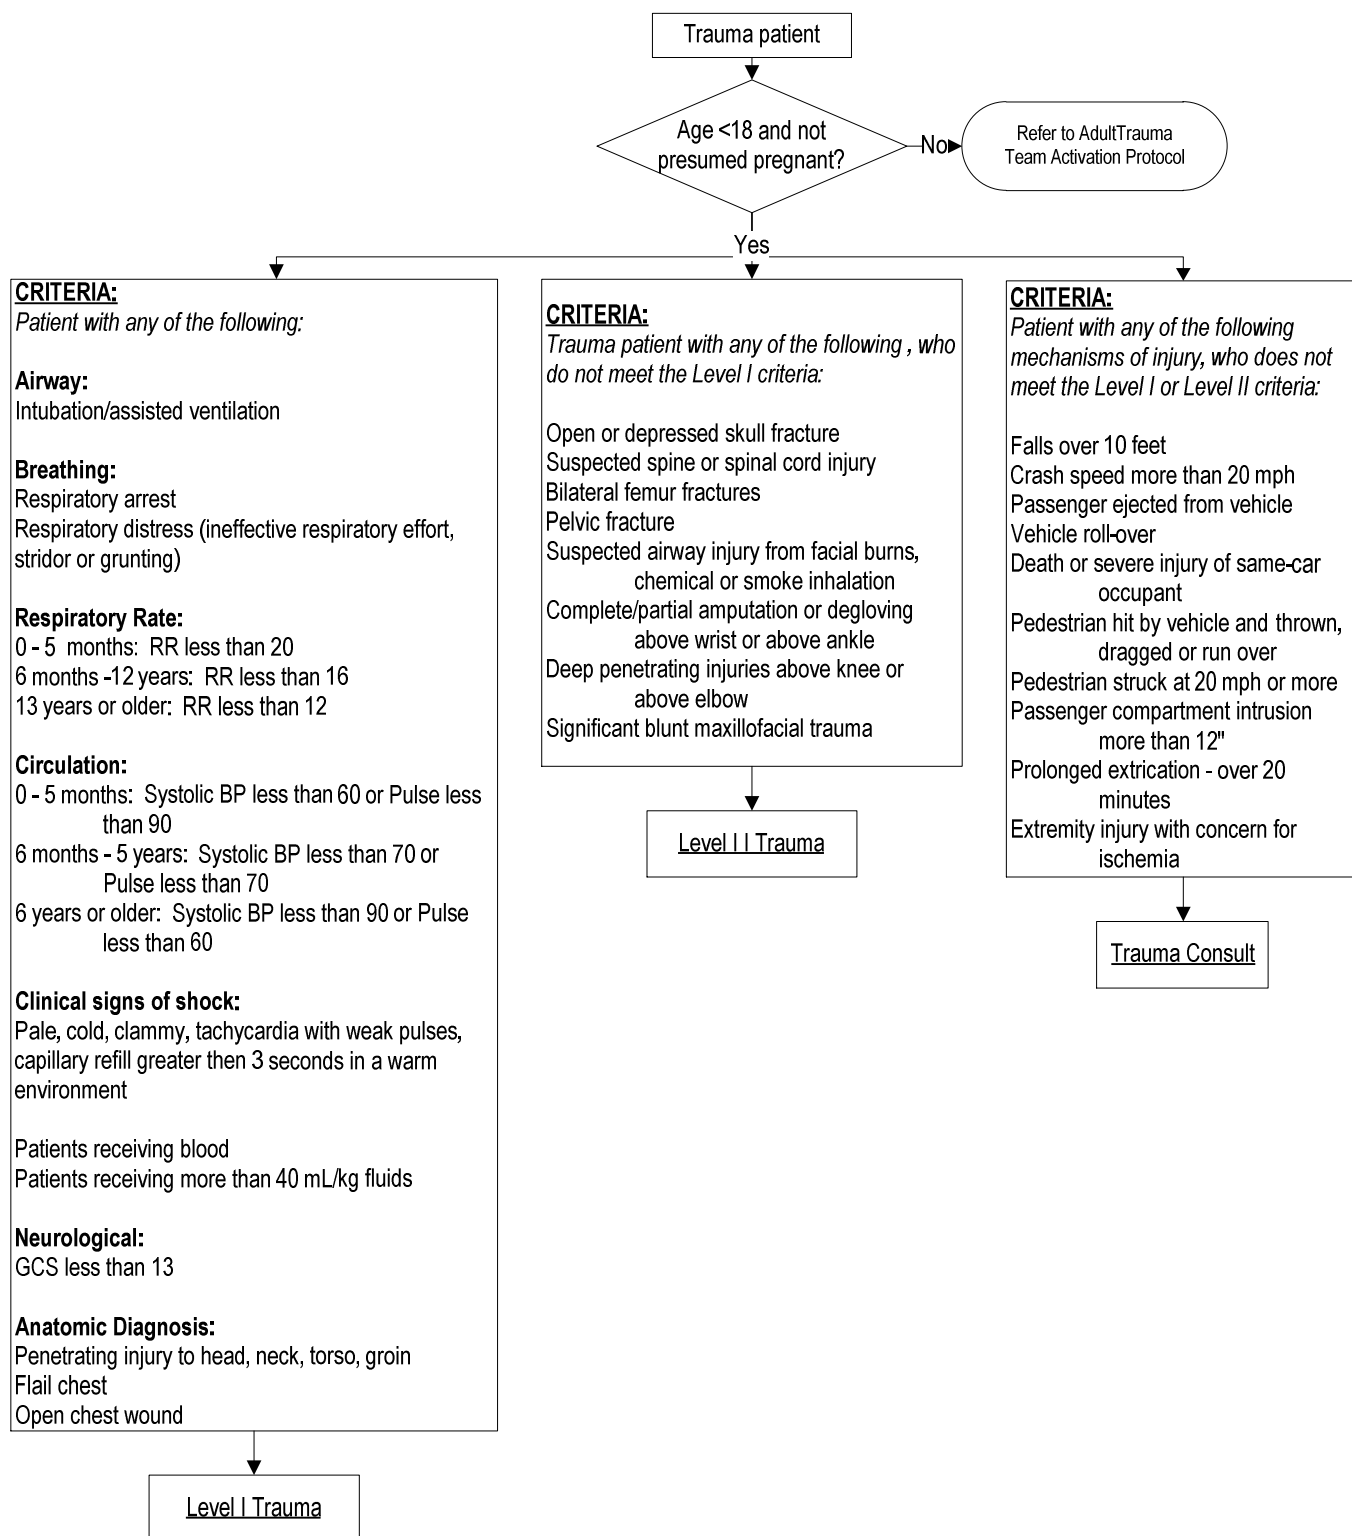 Trauma patient
Age <18 and not
presumed pregnant?
No
Refer to AdultTrauma
Team Activation Protocol
Yes
CRITERIA:
Patient with any of the following:
Airway:
Intubation/assisted ventilation
Breathing:
Respiratory arrest
Respiratory distress (ineffective respiratory effort,
stridor or grunting)
Respiratory Rate:
0 - 5 months: RR less than 20
6 months -12 years: RR less than 16
13 years or older: RR less than 12
Circulation:
0 - 5 months: Systolic BP less than 60 or Pulse less
than 90
6 months - 5 years: Systolic BP less than 70 or
Pulse less than 70
6 years or older: Systolic BP less than 90 or Pulse
less than 60
Clinical signs of shock:
Pale, cold, clammy, tachycardia with weak pulses,
capillary refill greater then 3 seconds in a warm
environment
Patients receiving blood
Patients receiving more than 40 mL/kg fluids
Neurological:
GCS less than 13
Anatomic Diagnosis:
Penetrating injury to head, neck, torso, groin
Flail chest
Open chest wound
Level I Trauma
CRITERIA:
Trauma patient with any of the following , who
do not meet the Level I criteria:
Open or depressed skull fracture
Suspected spine or spinal cord injury
Bilateral femur fractures
Pelvic fracture
Suspected airway injury from facial burns,
chemical or smoke inhalation
Complete/partial amputation or degloving
above wrist or above ankle
Deep penetrating injuries above knee or
above elbow
Significant blunt maxillofacial trauma
Level I I Trauma
CRITERIA:
Patient with any of the following
mechanisms of injury, who does not
meet the Level I or Level II criteria:
Falls over 10 feet
Crash speed more than 20 mph
Passenger ejected from vehicle
Vehicle roll-over
Death or severe injury of same-car
occupant
Pedestrian hit by vehicle and thrown,
dragged or run over
Pedestrian struck at 20 mph or more
Passenger compartment intrusion
more than 12"
Prolonged extrication - over 20
minutes
Extremity injury with concern for
ischemia
Trauma Consult